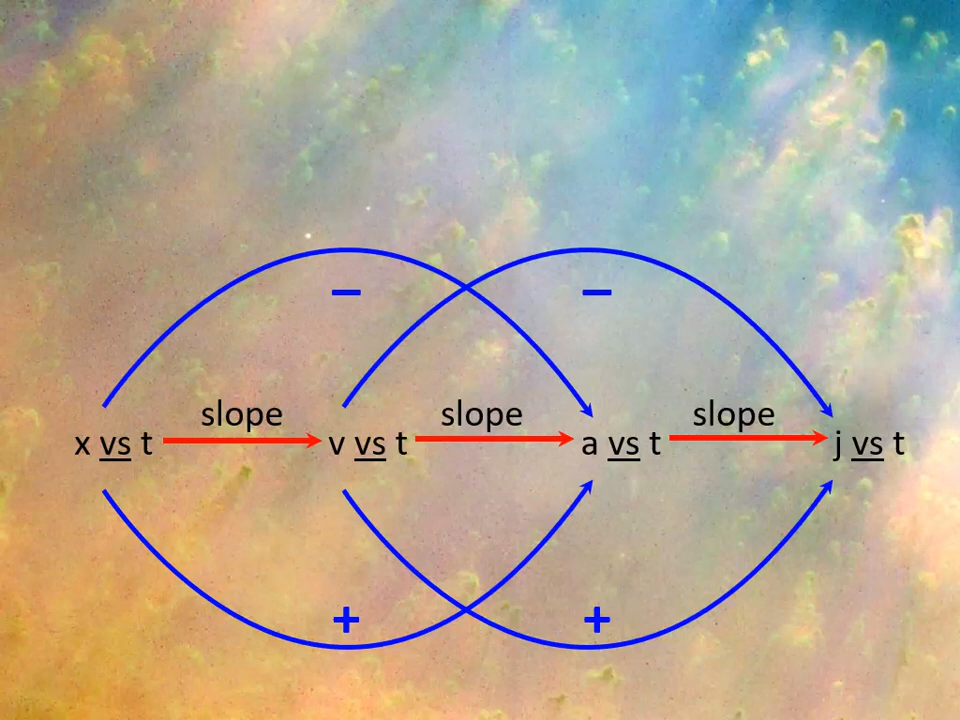 – –
slope slope slope
x vs t v vs t a vs t j vs t
+ +